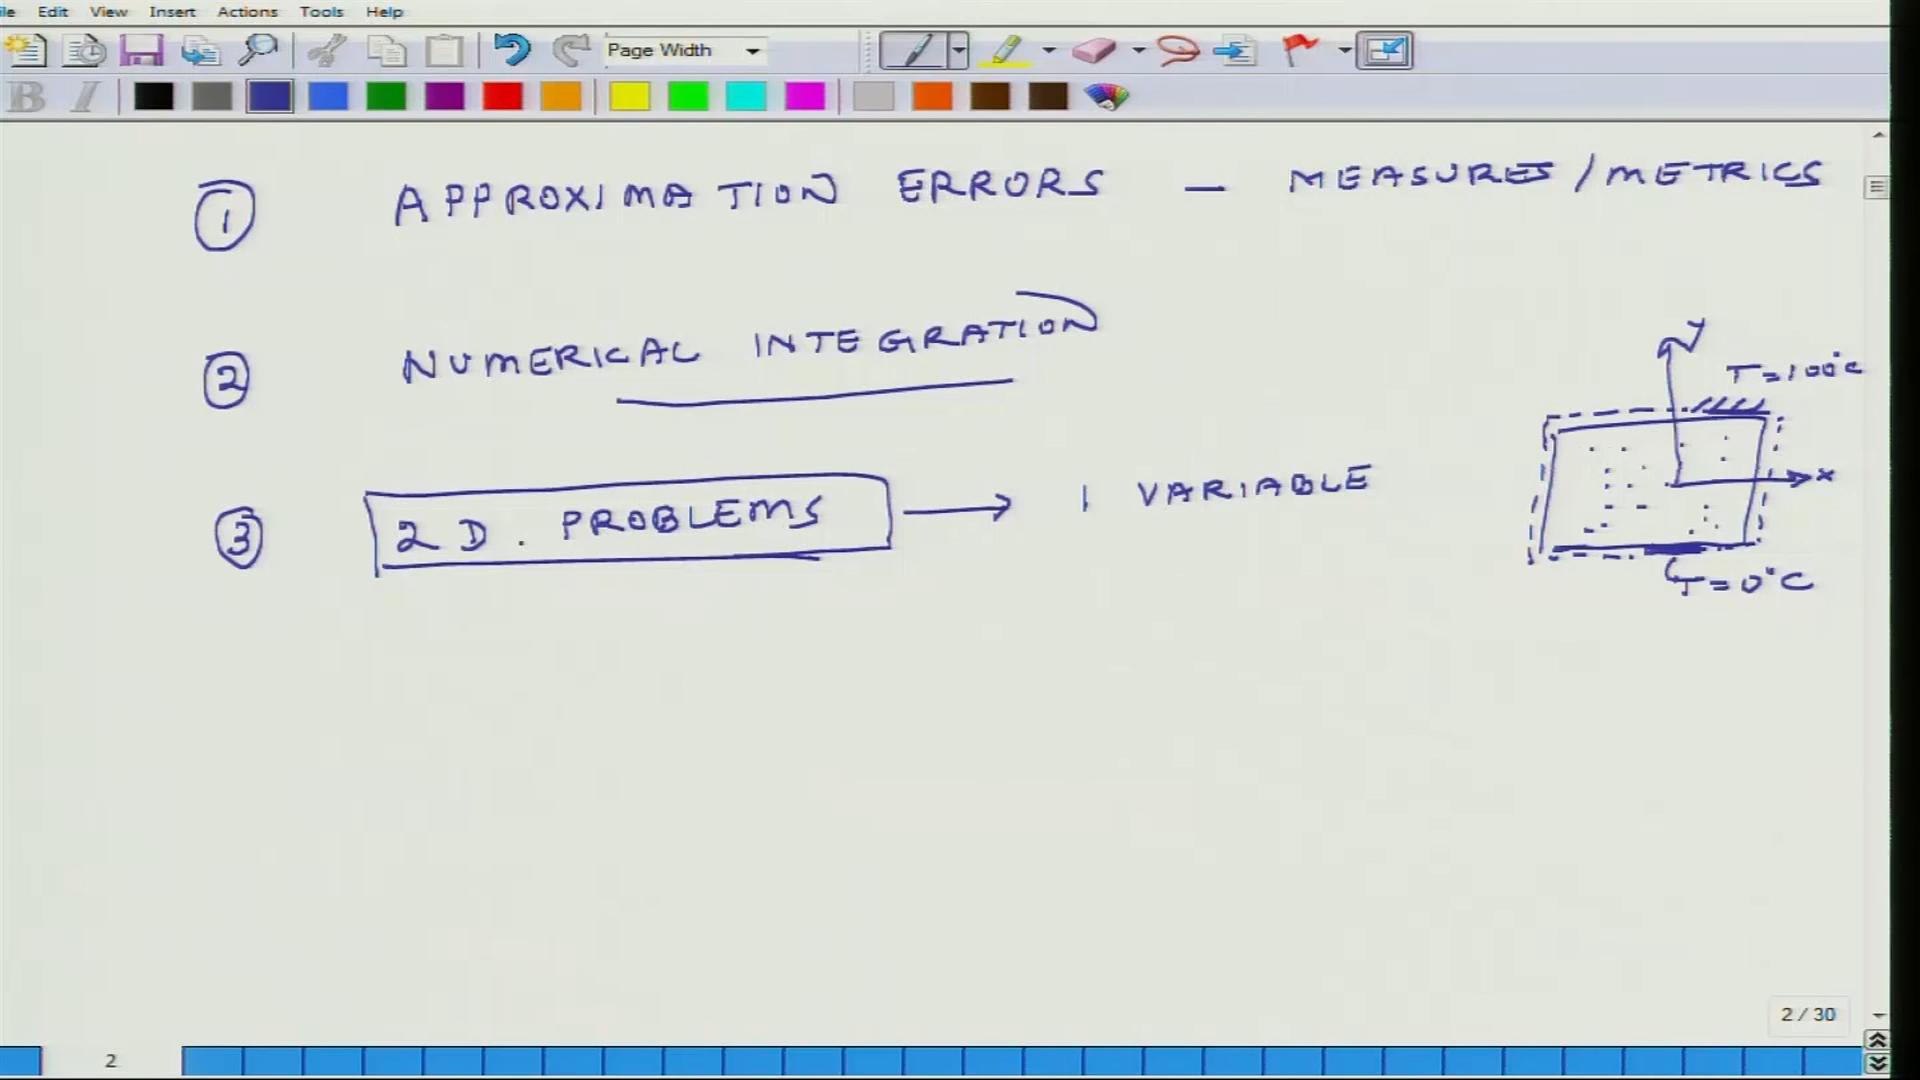 ile Edit View Insert Actions Tools Help
Page Width
B I
1 APPROXIMATION ERRORS — MEASURES/METRICS
2 NUMERICAL INTEGRATION
3 2 D. PROBLEMS → 1 VARIABLE
Y
T=100°C
x
T=0°C
2 / 30
2